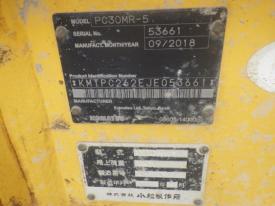 MODEL PC30MR-5
SERIAL No. 53661
MANUFACT. MONTH/YEAR 09/2018
Product Identification Number
*KMTPC242EJE053661*
MANUFACTURER
Komatsu Ltd. Tokyo, Japan
KOMATSU
株式会社 小松製作所